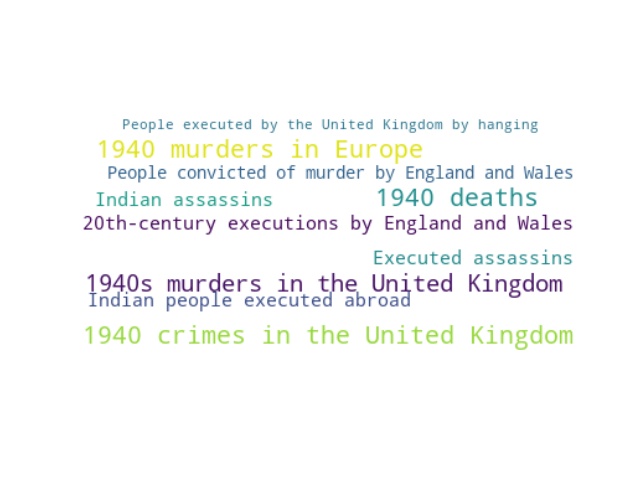 People executed by the United Kingdom by hanging
1940 murders in Europe
People convicted of murder by England and Wales
Indian assassins 1940 deaths
20th-century executions by England and Wales
Executed assassins
1940s murders in the United Kingdom
Indian people executed abroad
1940 crimes in the United Kingdom